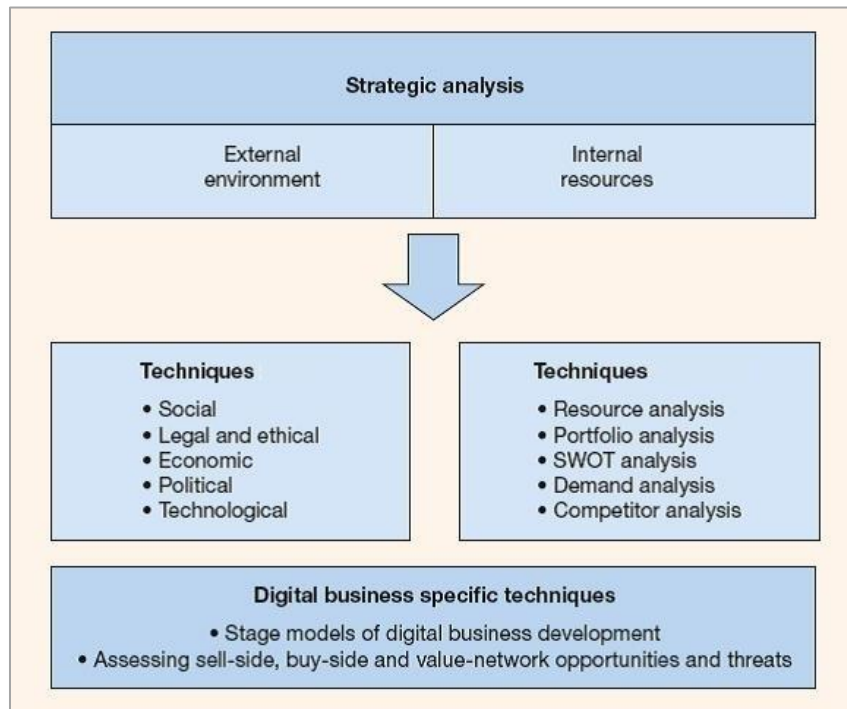 Strategic analysis
External
environment
Internal
resources
Techniques
• Social
• Legal and ethical
• Economic
• Political
• Technological
Techniques
• Resource analysis
• Portfolio analysis
• SWOT analysis
• Demand analysis
• Competitor analysis
Digital business specific techniques
• Stage models of digital business development
• Assessing sell-side, buy-side and value-network opportunities and threats